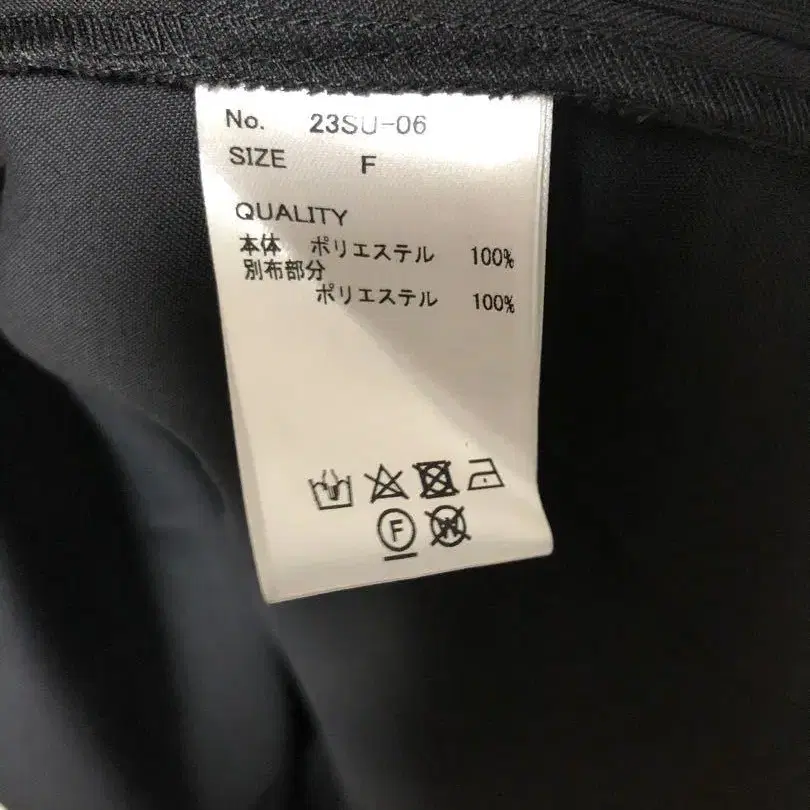 No. 23SU-06
SIZE F
QUALITY
本体 ポリエステル 100%
別布部分
ポリエステル 100%
F
W